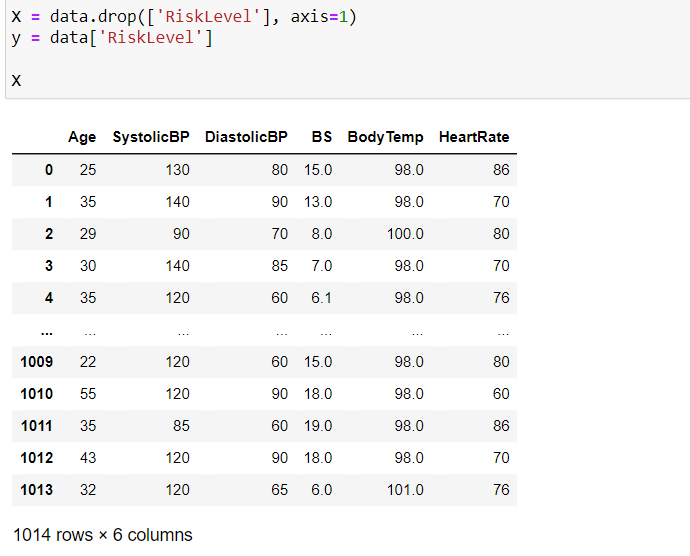 X = data.drop(['RiskLevel'], axis=1)
y = data['RiskLevel']
X
Age SystolicBP DiastolicBP BS BodyTemp HeartRate
0 25 130 80 15.0 98.0 86
1 35 140 90 13.0 98.0 70
2 29 90 70 8.0 100.0 80
3 30 140 85 7.0 98.0 70
4 35 120 60 6.1 98.0 76
... ... ... ... ... ... ...
1009 22 120 60 15.0 98.0 80
1010 55 120 90 18.0 98.0 60
1011 35 85 60 19.0 98.0 86
1012 43 120 90 18.0 98.0 70
1013 32 120 65 6.0 101.0 76
1014 rows × 6 columns